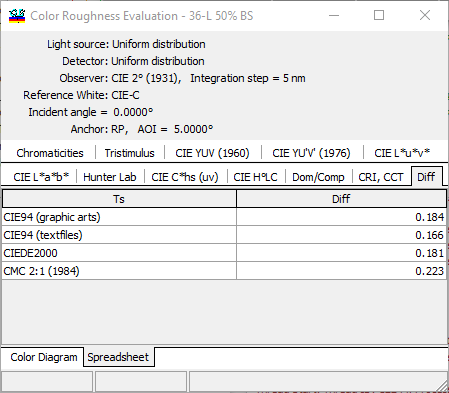 Color Roughness Evaluation - 36-L 50% BS
Light source: Uniform distribution
Detector: Uniform distribution
Observer: CIE 2° (1931),  Integration step = 5 nm
Reference White: CIE-C
Incident angle = 0.0000°
Anchor: RP,  AOI = 5.0000°
Chromaticities Tristimulus CIE YUV (1960) CIE YU'V' (1976) CIE L*u*v*
CIE L*a*b* Hunter Lab CIE C*hs (uv) CIE H°LC Dom/Comp CRI, CCT Diff
Ts Diff
CIE94 (graphic arts) 0.184
CIE94 (textfiles) 0.166
CIEDE2000 0.181
CMC 2:1 (1984) 0.223
Color Diagram Spreadsheet